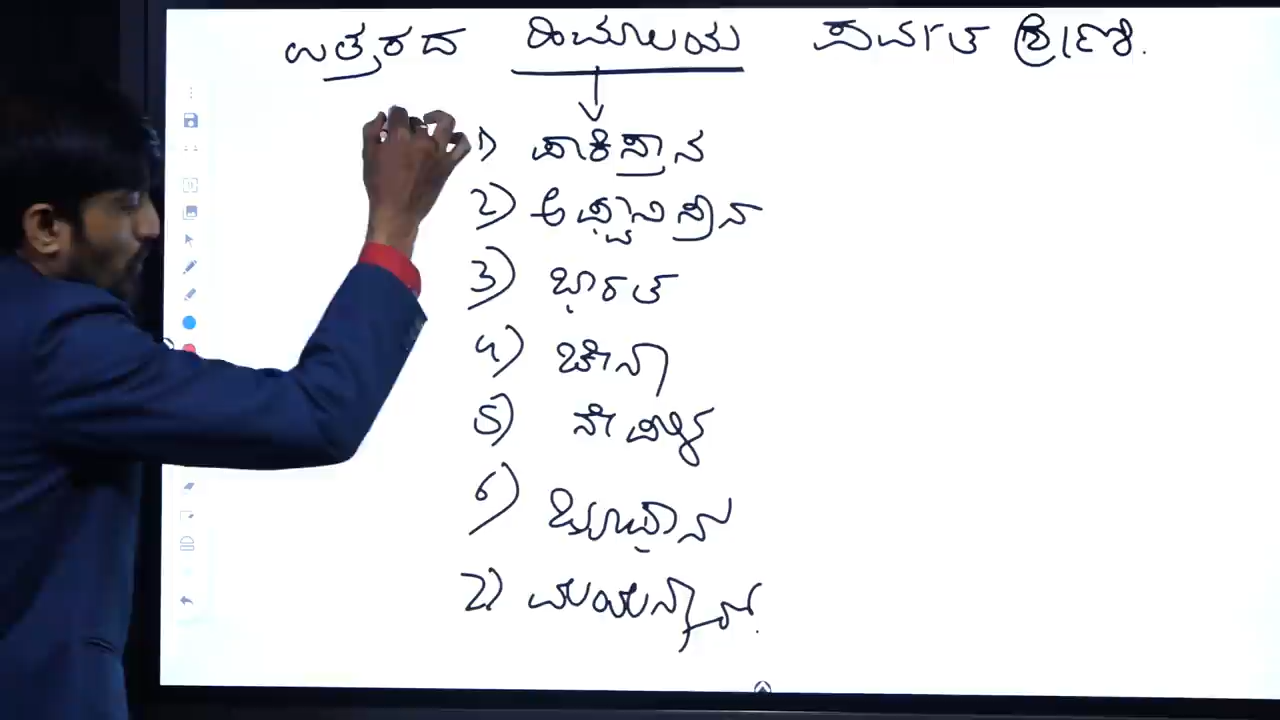 ಉತ್ತರದ ಹಿಮಾಲಯ ಪರ್ವತ ಶ್ರೇಣಿ.
1) ಪಾಕಿಸ್ತಾನ
2) ಅಫ್ಘಾನಿಸ್ತಾನ
3) ಭಾರತ
4) ಚೀನಾ
5) ನೇಪಾಳ
6) ಭೂತಾನ
7) ಮಯನ್ಮಾರ್.